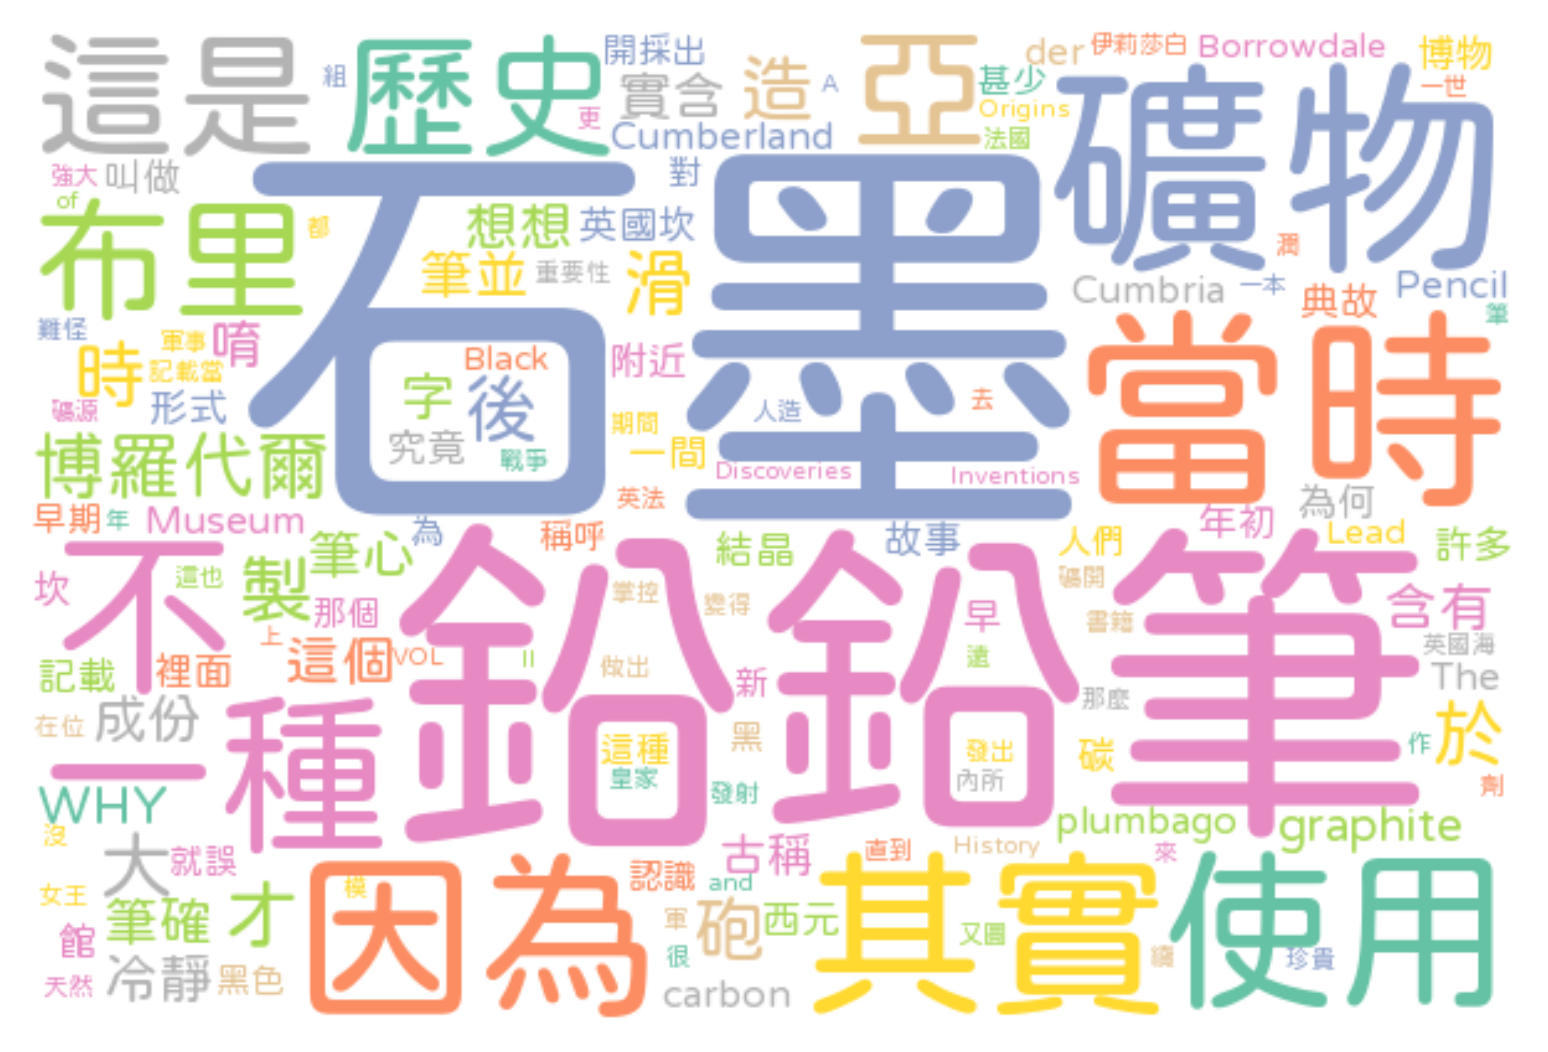 這是
組
歷史
開採出
實含
更
造
A
亞
der
甚少
伊莉莎白
Borrowdale
博物
一世
Origins
法國
Cumberland
礦物
強大
叫做
of
布里
都
石墨
對
想想
英國坎
筆並
重要性
滑
潤
Cumbria
一本
典故
Pencil
筆
難怪
軍事
唷
時
記載當
礦源
形式
Black
字
後
究竟
戰爭
附近
人造
去
期間
一間
Discoveries
Inventions
英法
當時
博羅代爾
早期
年
Museum
為
稱呼
結晶
故事
人們
年初
為何
Lead
許多
不
坎
這也
製
筆心
那個
上
這個
VOL
II
鉛鉛筆
掌控
變得
做出
早
遠
新
黑
礦開
書籍
那麼
含有
英國海
The
記載
裡面
在位
成份
一種
這種
皇家
發射
發出
內所
碳
作
於
劑
WHY
沒
大
就誤
古稱
History
直到
plumbago
來
graphite
女王
筆確
才
館
天然
冷靜
黑色
因為
模
認識
and
軍
很
砲
西元
carbon
其實
又圓
續
使用
珍貴